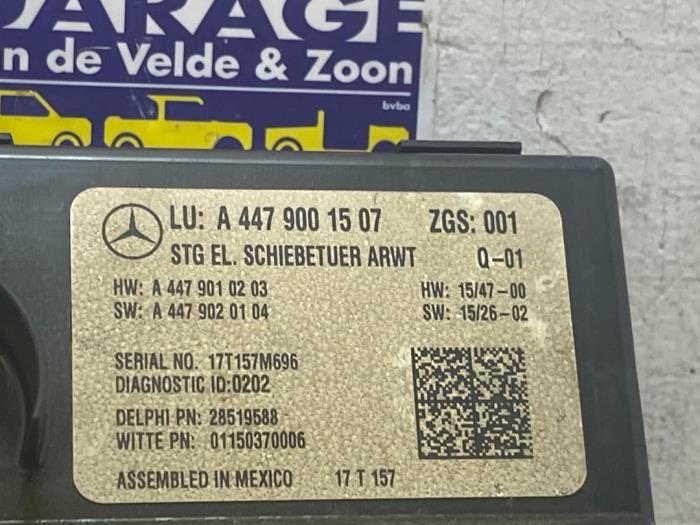 GARAGE
n de Velde & Zoon
bvba
LU: A 447 900 15 07 ZGS: 001
STG EL. SCHIEBETUER ARWT Q-01
HW: A 447 901 02 03 HW: 15/47-00
SW: A 447 902 01 04 SW: 15/26-02
SERIAL NO. 17T157M696
DIAGNOSTIC ID:0202
DELPHI PN: 28519588
WITTE PN: 01150370006
ASSEMBLED IN MEXICO 17 T 157